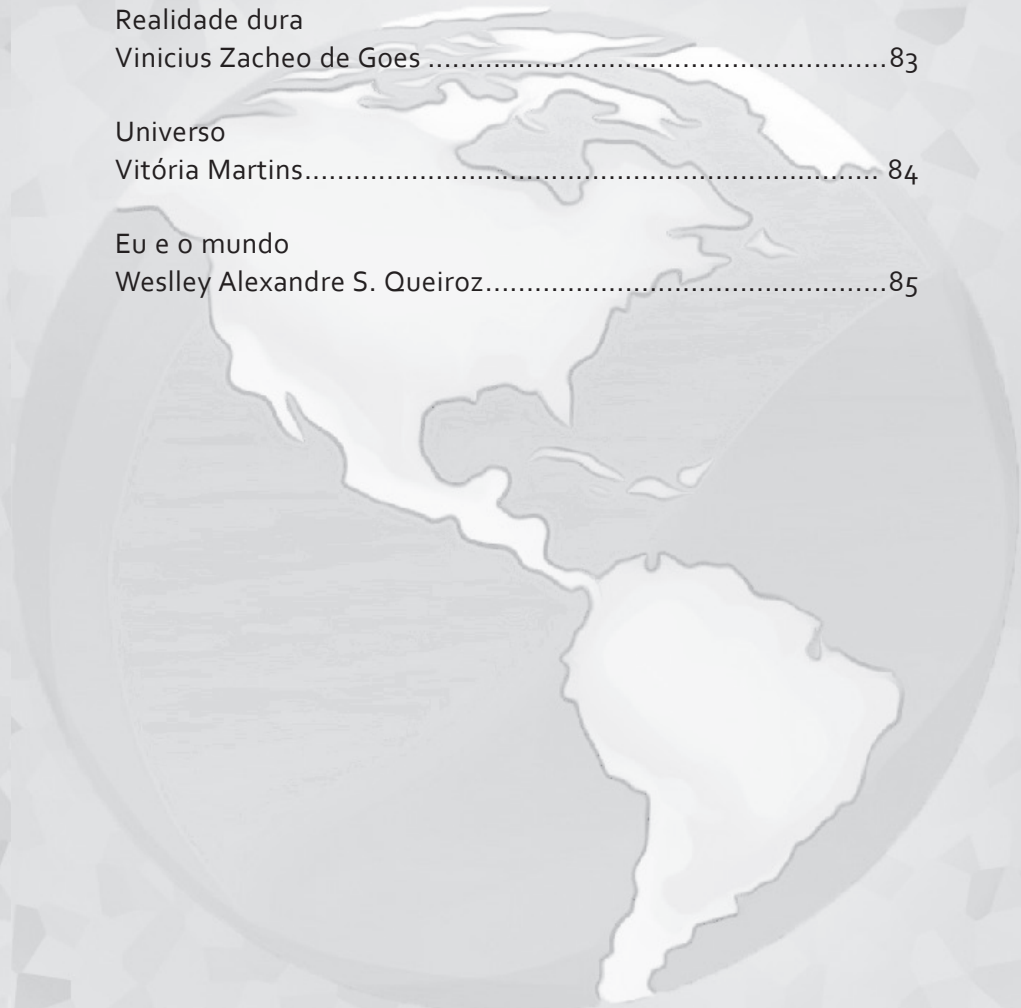 Realidade dura
Vinicius Zacheo de Goes ........................................................83
Universo
Vitória Martins...................................................................... 84
Eu e o mundo
Weslley Alexandre S. Queiroz.................................................85